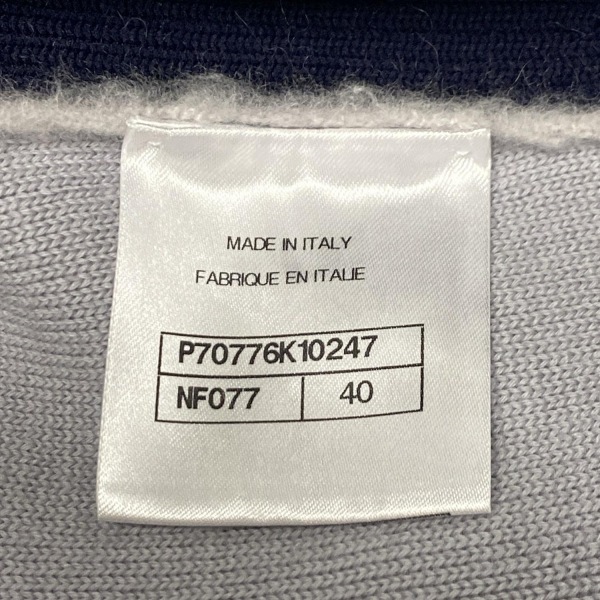 MADE IN ITALY
FABRIQUE EN ITALIE
P70776K10247
NF077 40